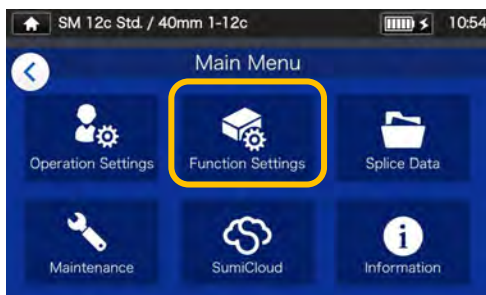 SM 12c Std. / 40mm 1-12c 10:54
Main Menu
Operation Settings Function Settings Splice Data
Maintenance SumiCloud Information